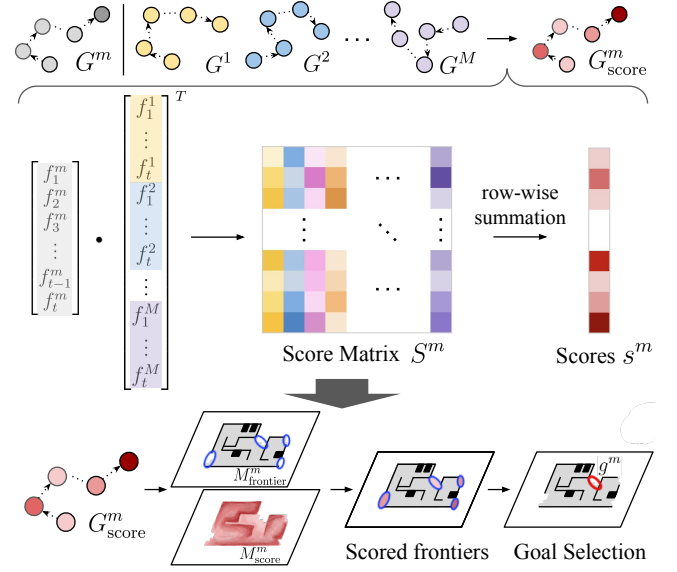 G^m G^1 G^2 ... G^M G^m_score
f^m_1
f^m_2
f^m_3
⋮
f^m_{t-1}
f^m_t
•
f^1_1
⋮
f^1_t
f^2_1
⋮
f^2_t
⋮
f^M_1
⋮
f^M_t
T
...
⋮ ⋱ ⋮
...
Score Matrix S^m
row-wise
summation
Scores s^m
G^m_score
M^m_frontier
M^m_score
Scored frontiers
g^m
Goal Selection